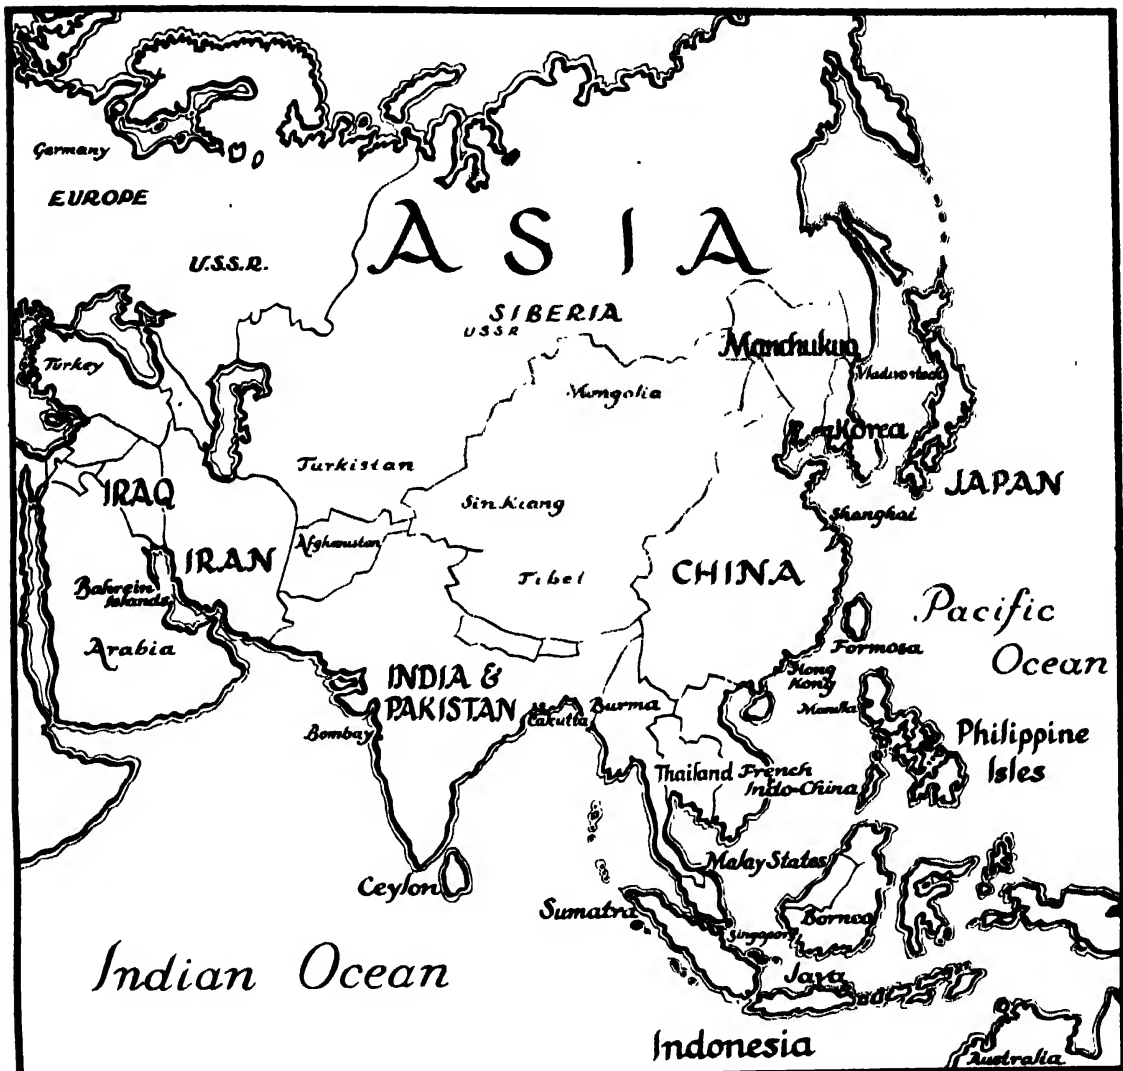 Germany
EUROPE
ASIA
U.S.S.R.
SIBERIA
USSR
Manchukuo
Turkey
Vladivostock
Mongolia
Korea
Turkistan
IRAQ
JAPAN
Sin Kiang
Shanghai
Afghanistan
IRAN
Tibet
CHINA
Bahrein
Islands
Pacific
Ocean
Arabia
Formosa
Hong
Kong
INDIA &
PAKISTAN
Burma
Calcutta
Manila
Bombay
Philippine
Isles
Thailand
French
Indo-China
Malay States
Ceylon
Sumatra
Borneo
Singapore
Indian Ocean
Java
Indonesia
Australia